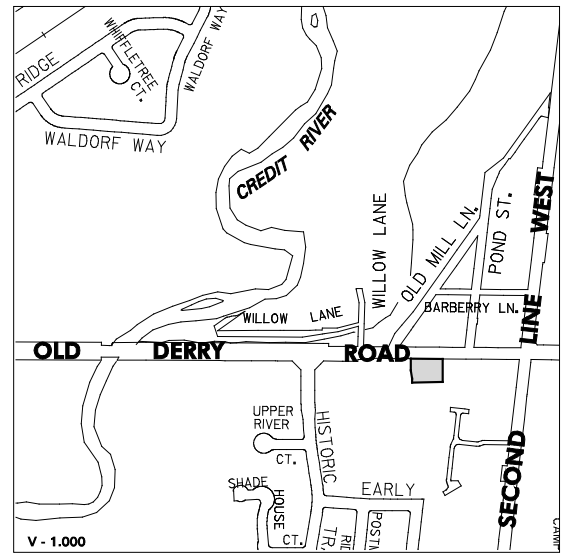 RIDGE
WHIFFLETREE
CT.
WALDORF WAY
WALDORF WAY
CREDIT RIVER
WILLOW LANE
OLD MILL LN.
POND ST.
SECOND LINE WEST
BARBERRY LN.
WILLOW LANE
OLD DERRY ROAD
UPPER
RIVER
CT.
HISTORIC
TR.
SHADE
HOUSE
CT.
EARLY
POST
V - 1.000